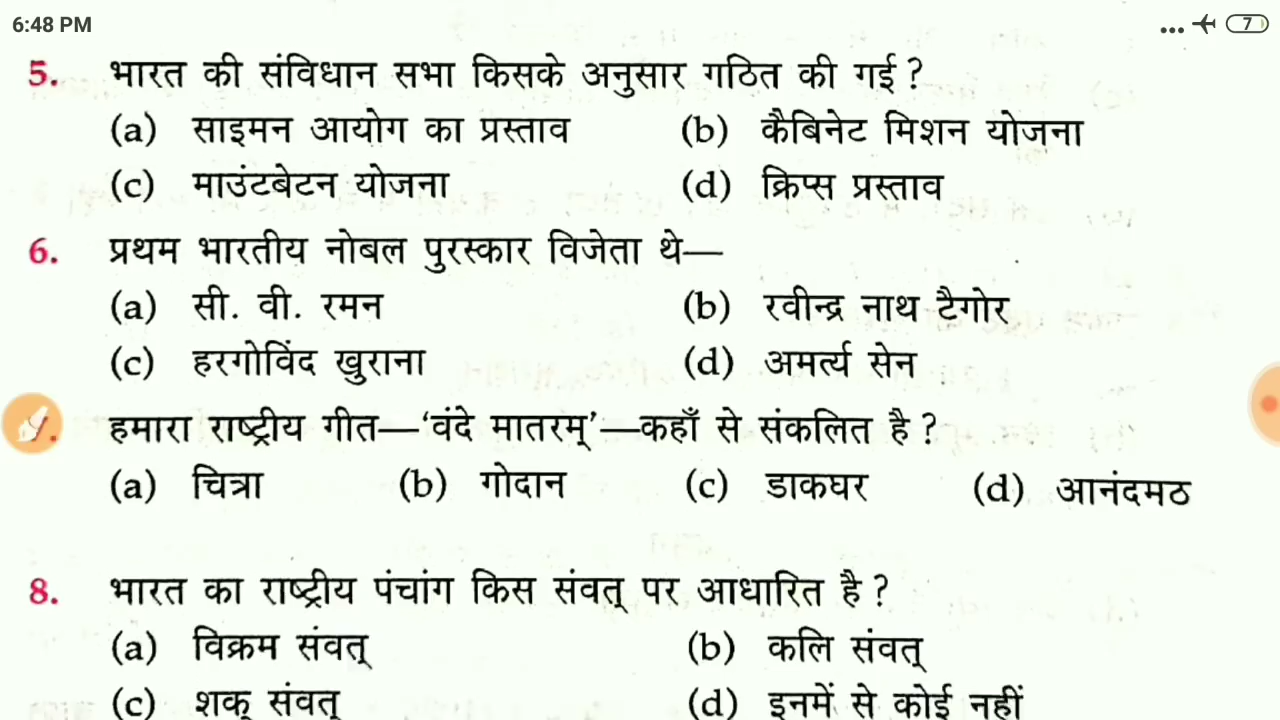 6:48 PM ... 7
5. भारत की संविधान सभा किसके अनुसार गठित की गई ?
(a) साइमन आयोग का प्रस्ताव (b) कैबिनेट मिशन योजना
(c) माउंटबेटन योजना (d) क्रिप्स प्रस्ताव
6. प्रथम भारतीय नोबल पुरस्कार विजेता थे—
(a) सी. वी. रमन (b) रवीन्द्र नाथ टैगोर
(c) हरगोविंद खुराना (d) अमर्त्य सेन
हमारा राष्ट्रीय गीत—‘वंदे मातरम्’—कहाँ से संकलित है ?
(a) चित्रा (b) गोदान (c) डाकघर (d) आनंदमठ
8. भारत का राष्ट्रीय पंचांग किस संवत् पर आधारित है ?
(a) विक्रम संवत् (b) कलि संवत्
(c) शक् संवत् (d) इनमें से कोई नहीं